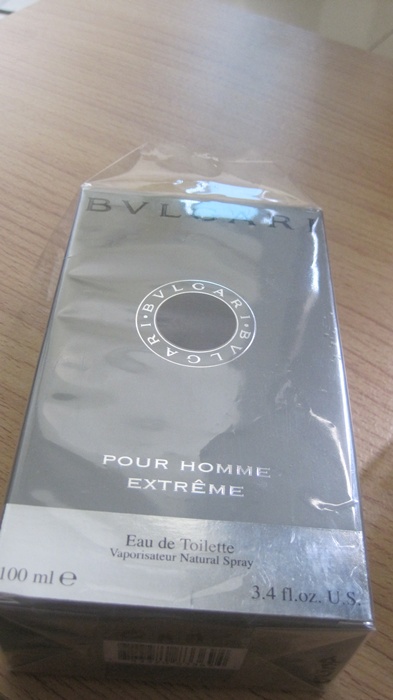 BVLGARI
BVLGARI • BVLGARI •
POUR HOMME
EXTRÊME
Eau de Toilette
Vaporisateur Natural Spray
100 ml e
3.4 fl.oz. U.S.